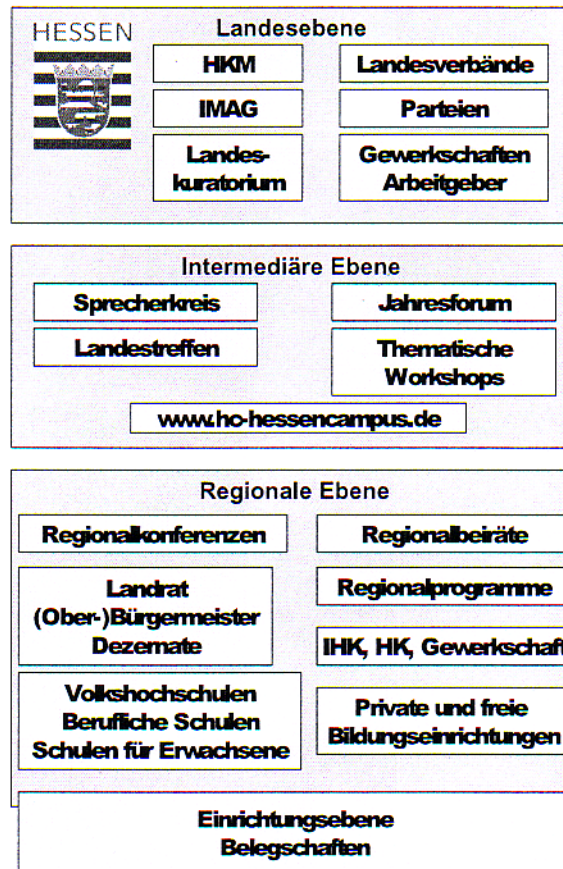 HESSEN
Landesebene
HKM
Landesverbände
IMAG
Parteien
Landes-
kuratorium
Gewerkschaften
Arbeitgeber
Intermediäre Ebene
Sprecherkreis
Jahresforum
Landestreffen
Thematische
Workshops
www.hc-hessencampus.de
Regionale Ebene
Regionalkonferenzen
Regionalbeiräte
Landrat
(Ober-)Bürgermeister
Dezernate
Regionalprogramme
IHK, HK, Gewerkschaft
Volkshochschulen
Berufliche Schulen
Schulen für Erwachsene
Private und freie
Bildungseinrichtungen
Einrichtungsebene
Belegschaften